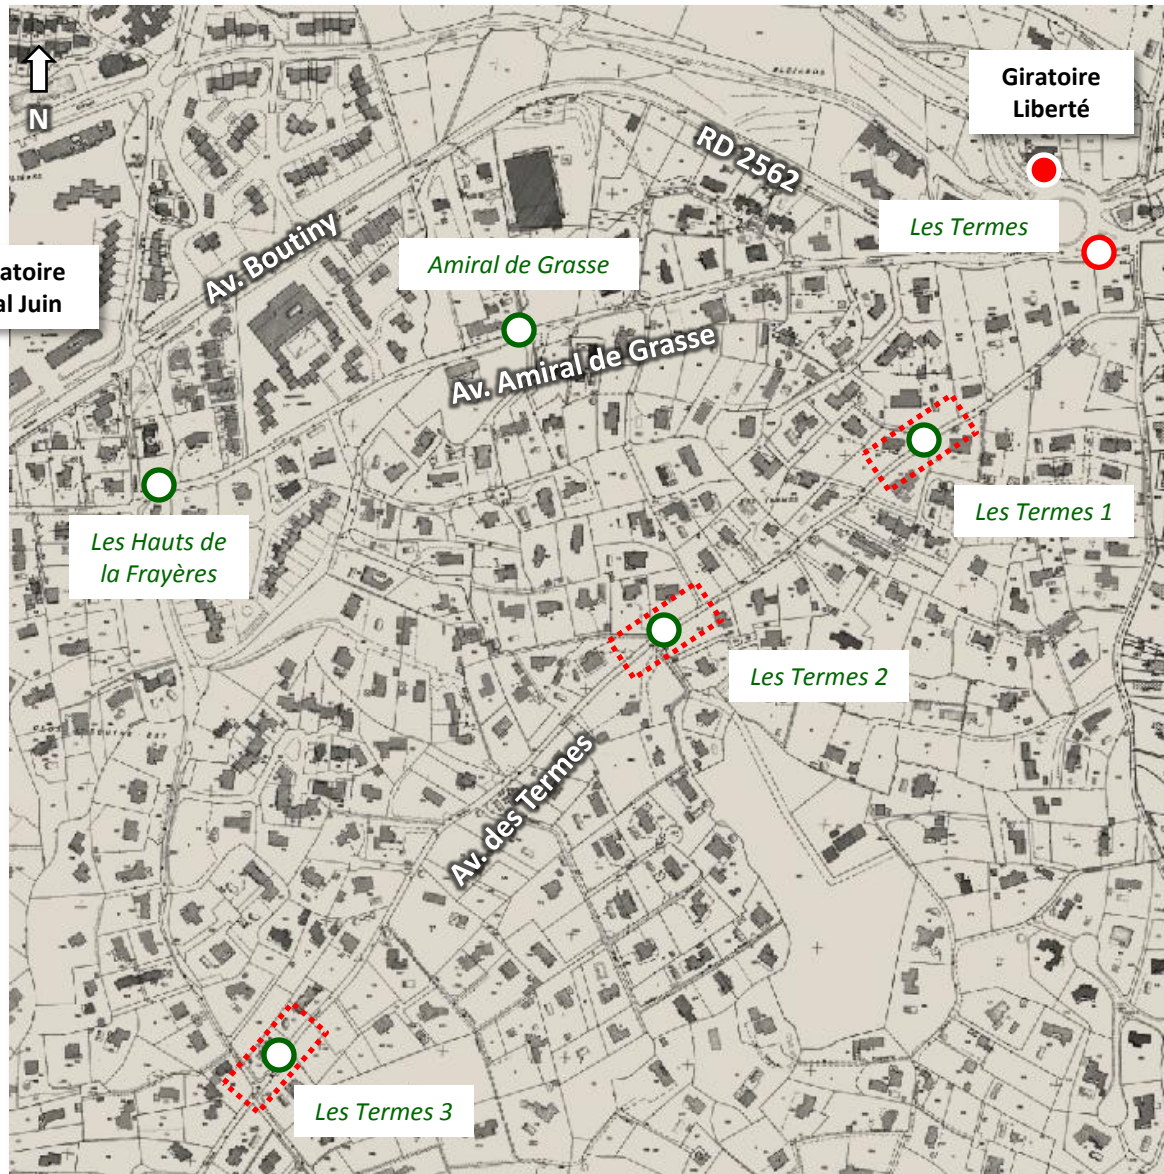 N
Giratoire
Liberté
RD 2562
Les Termes
Av. Boutiny
Amiral de Grasse
atoire
al Juin
Av. Amiral de Grasse
Les Termes 1
Les Hauts de
la Frayères
Les Termes 2
Av. des Termes
Les Termes 3